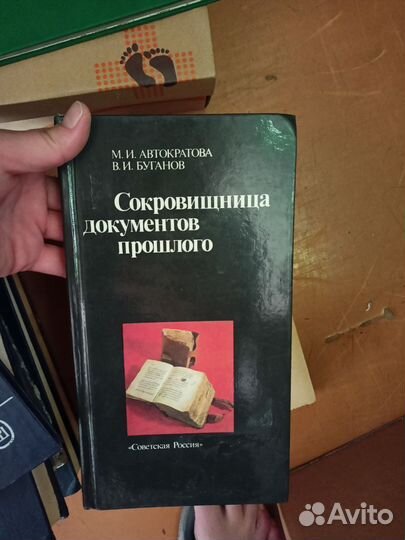 М. И. АВТОКРАТОВА
В. И. БУГАНОВ
Сокровищница
документов
прошлого
«Советская Россия»
Avito